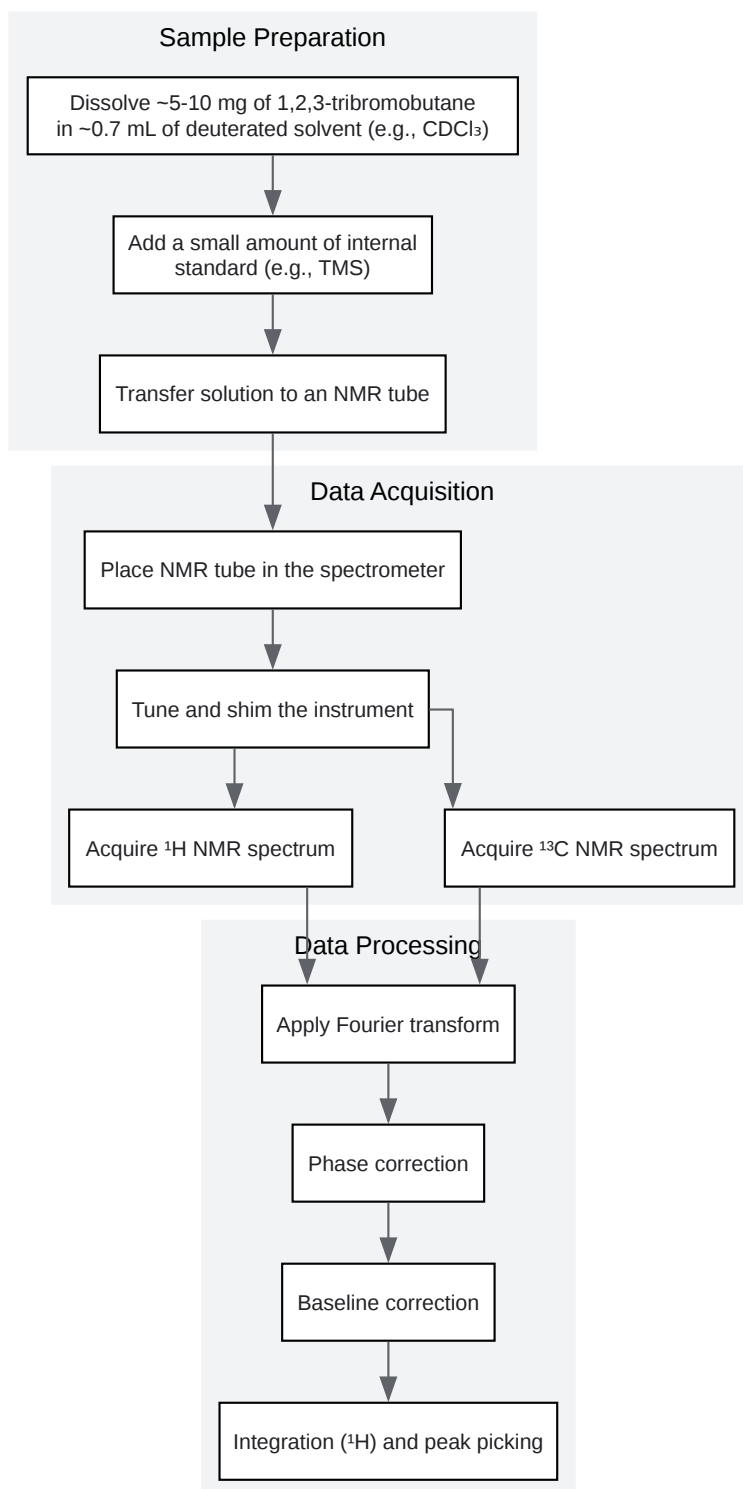 Sample Preparation
Dissolve ~5-10 mg of 1,2,3-tribromobutane
in ~0.7 mL of deuterated solvent (e.g., CDCl₃)
Add a small amount of internal
standard (e.g., TMS)
Transfer solution to an NMR tube
Data Acquisition
Place NMR tube in the spectrometer
Tune and shim the instrument
Acquire ¹H NMR spectrum
Acquire ¹³C NMR spectrum
Data Processing
Apply Fourier transform
Phase correction
Baseline correction
Integration (¹H) and peak picking